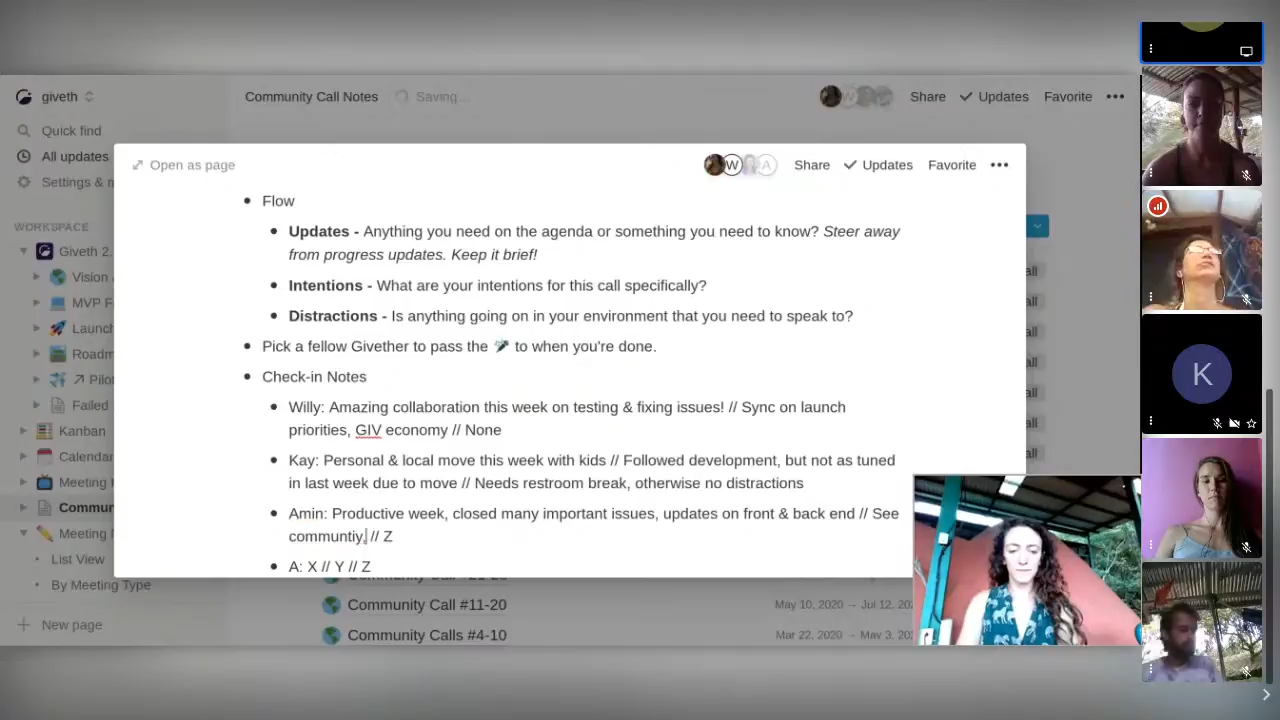 giveth
Community Call Notes
Saving...
Share
Updates
Favorite
Quick find
All updates
Settings & m
Open as page
W
A
Share
Updates
Favorite
WORKSPACE
Giveth 2.
Vision
MVP F
Launch
Roadm
Pilot
Failed
Kanban
Calendar
Meeting
Commun
Meeting
List View
By Meeting Type
New page
Flow
Updates - Anything you need on the agenda or something you need to know? Steer away
from progress updates. Keep it brief!
Intentions - What are your intentions for this call specifically?
Distractions - Is anything going on in your environment that you need to speak to?
Pick a fellow Givether to pass the to when you're done.
Check-in Notes
Willy: Amazing collaboration this week on testing & fixing issues! // Sync on launch
priorities, GIV economy // None
Kay: Personal & local move this week with kids // Followed development, but not as tuned
in last week due to move // Needs restroom break, otherwise no distractions
Amin: Productive week, closed many important issues, updates on front & back end // See
communtiy, // Z
A: X // Y // Z
Community Call #11-20
May 10, 2020 → Jul 12, 202
Community Calls #4-10
Mar 22, 2020 → May 3, 202
K